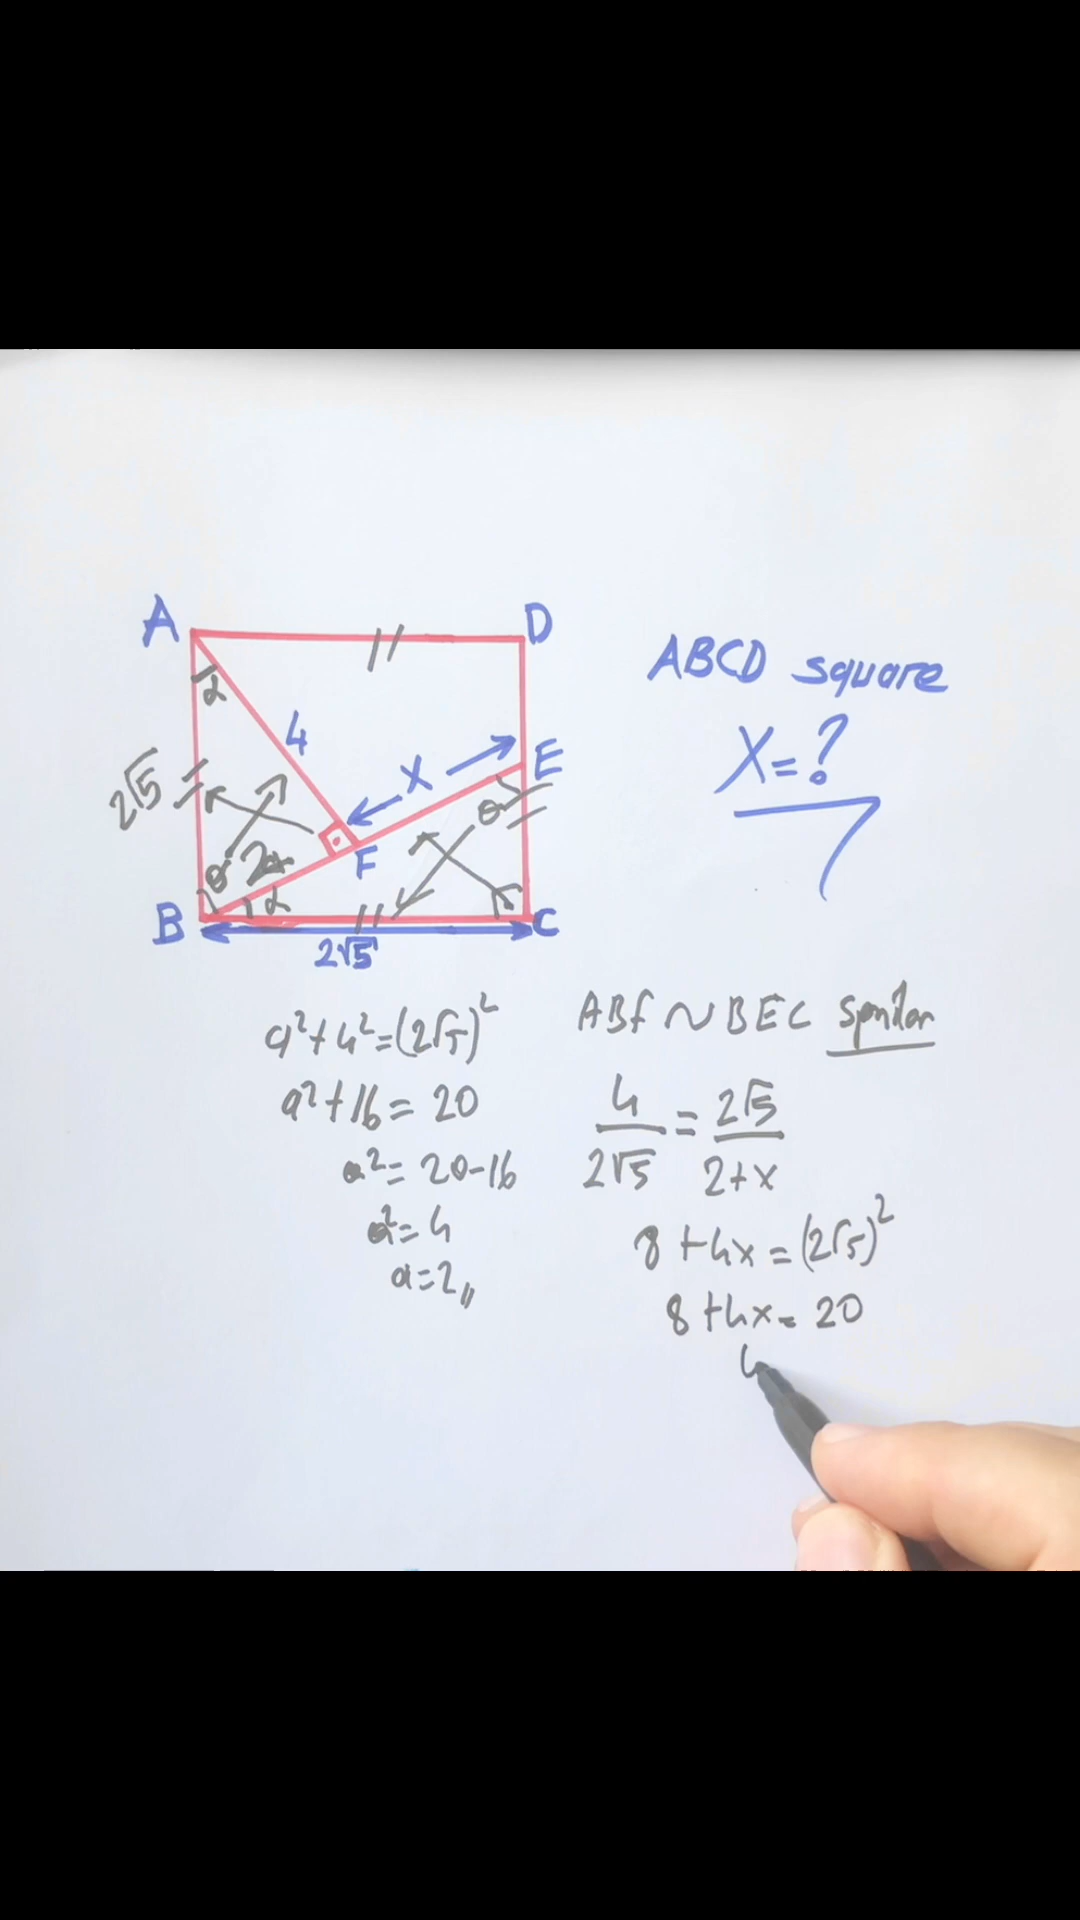 A
D
ABCD square
α
4
X = ?
X
E
2√5
θ
θ
2
F
α
B
C
2√5
a² + 4² = (2√5)²
ABf ~ BEC
a² + 16 = 20
4/2√5 = 2√5/2+x
a² = 20-16
a² = 4
8 + 4x = (2√5)²
a = 2,,
8 + 4x = 20